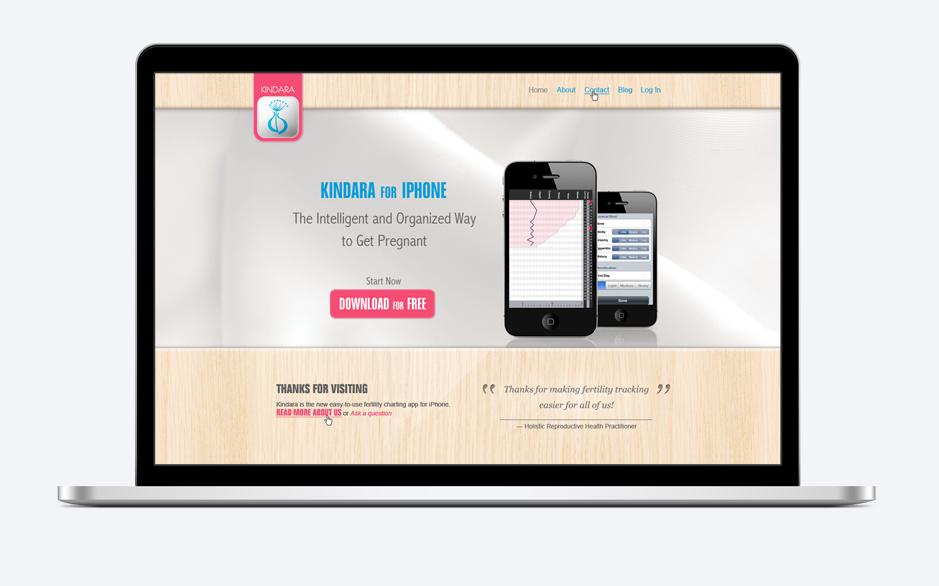 KINDARA
Home About Contact Blog Log In
KINDARA FOR IPHONE
The Intelligent and Organized Way
to Get Pregnant
Start Now
DOWNLOAD FOR FREE
Save
THANKS FOR VISITING
Kindara is the new easy-to-use fertility charting app for iPhone.
READ MORE ABOUT US or Ask a question
“ Thanks for making fertility tracking ”
easier for all of us!
— Holistic Reproductive Health Practitioner